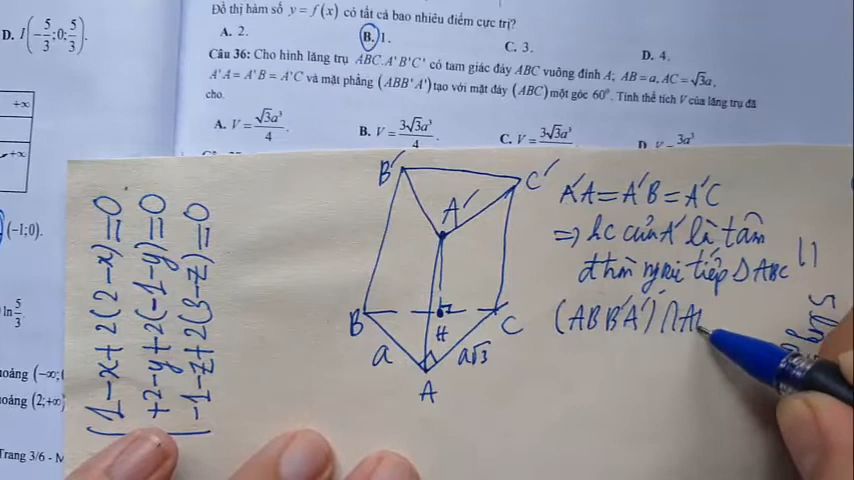 Đồ thị hàm số y = f(x) có tất cả bao nhiêu điểm cực trị?
A. 2.
B. 1.
C. 3.
D. 4.
Câu 36: Cho hình lăng trụ ABC.A'B'C' có tam giác đáy ABC vuông đỉnh A; AB = a, AC = √3a,
A'A = A'B = A'C và mặt phẳng (ABB'A') tạo với mặt đáy (ABC) một góc 60°. Tính thể tích V của lăng trụ đã
cho.
A. V = √3a³/4.
B. V = 3√3a³/4.
C. V = 3√3a³
V = 3a³
D. I(-5/3;0;5/3).
+∞
+∞
(-1;0).
ln 5/3
oảng (-∞;
oảng (2;+∞
Trang 3/6 - M
1-x+2(2-x)=0
+2-y+2(-1-y)=0
-1-z+2(3-z)=0
B'
C'
A'
B
H
C
a
a√3
A
A'A = A'B = A'C
=> hc của A' là tâm
đtròn ngoại tiếp ΔABC
(ABB'A') ∩ A